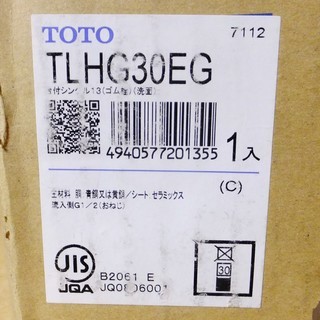 TOTO
7112
TLHG30EG
台付シングル13(ゴム栓)(洗面)
4940577201355
1入
(C)
主材料 銅:青銅又は黄銅/シート:セラミックス
流入側G1/2(おねじ)
JIS
JQA
B2061 E
30